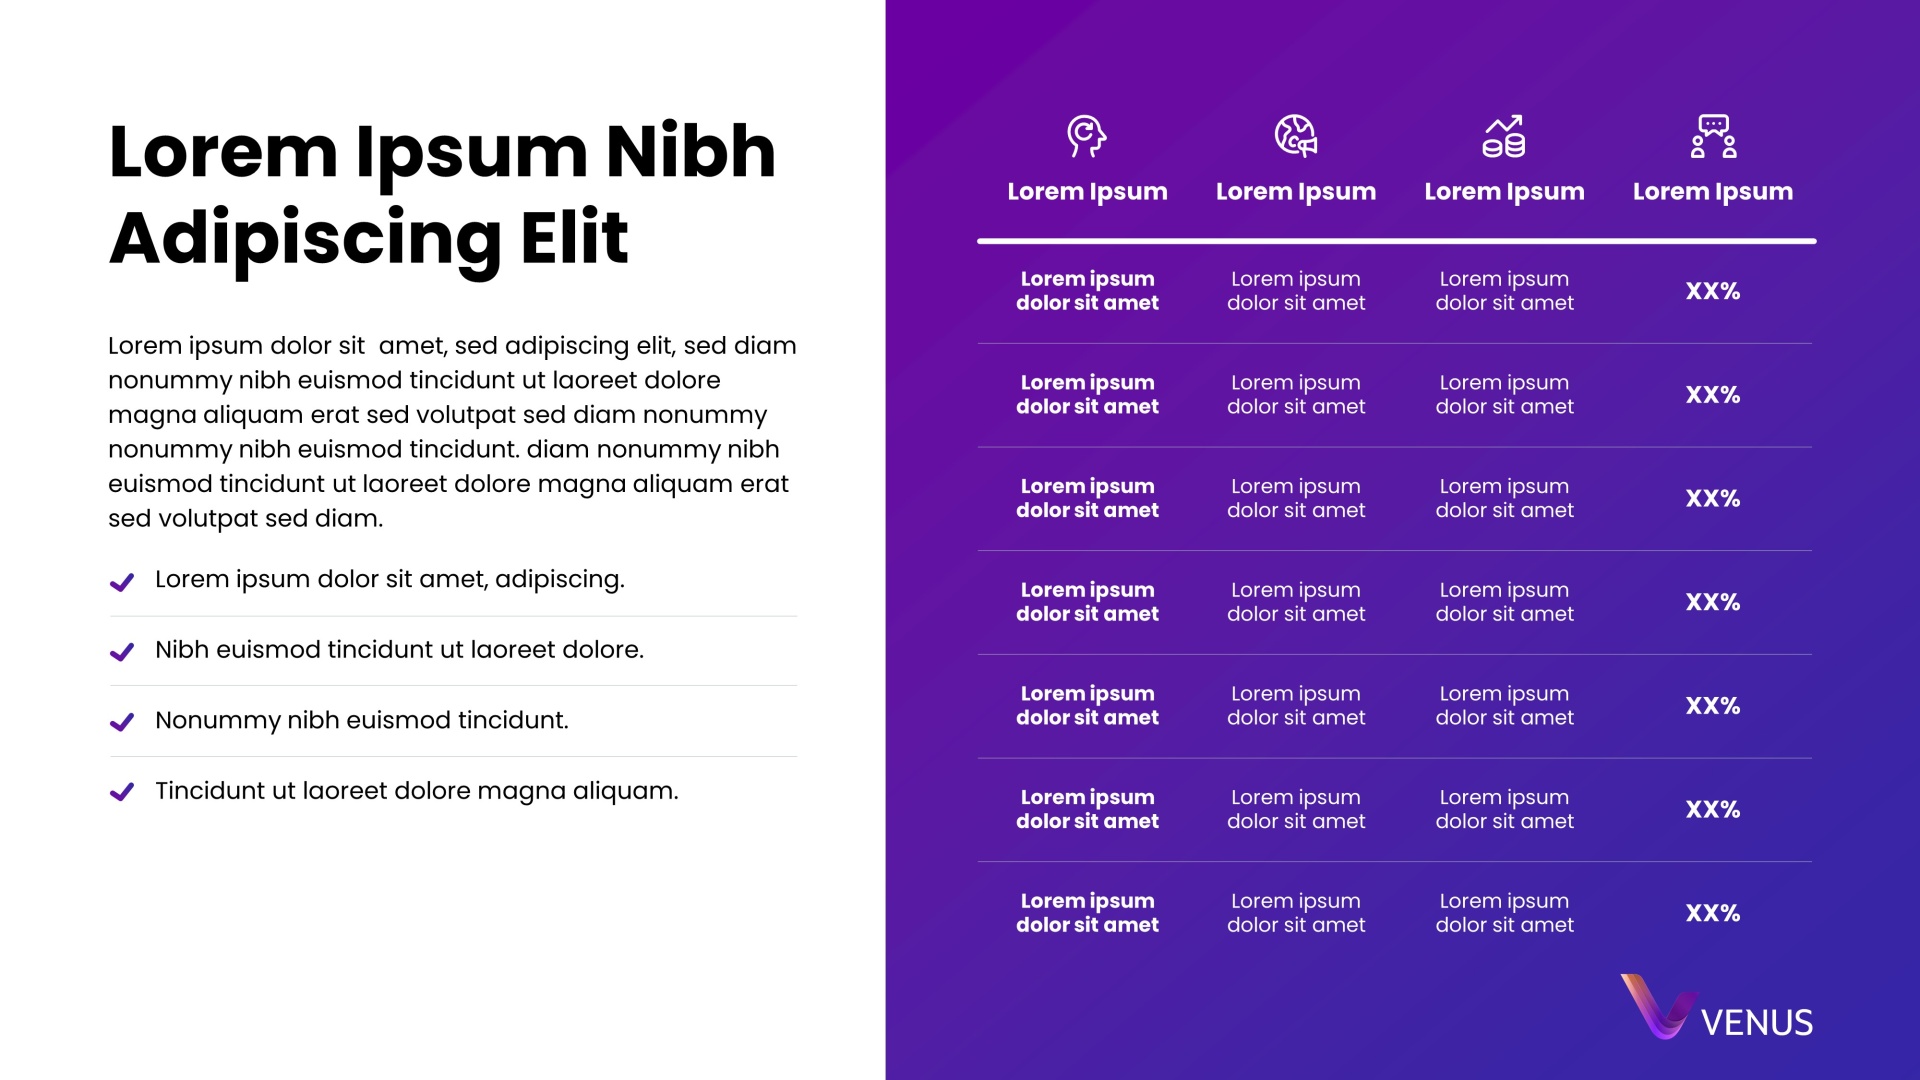 Lorem Ipsum Nibh
Adipiscing Elit
Lorem ipsum dolor sit  amet, sed adipiscing elit, sed diam
nonummy nibh euismod tincidunt ut laoreet dolore
magna aliquam erat sed volutpat sed diam nonummy
nonummy nibh euismod tincidunt. diam nonummy nibh
euismod tincidunt ut laoreet dolore magna aliquam erat
sed volutpat sed diam.
Lorem ipsum dolor sit amet, adipiscing.
Nibh euismod tincidunt ut laoreet dolore.
Nonummy nibh euismod tincidunt.
Tincidunt ut laoreet dolore magna aliquam.
Lorem Ipsum Lorem Ipsum Lorem Ipsum Lorem Ipsum
Lorem ipsum Lorem ipsum Lorem ipsum
dolor sit amet dolor sit amet dolor sit amet
XX%
Lorem ipsum Lorem ipsum Lorem ipsum
dolor sit amet dolor sit amet dolor sit amet
XX%
Lorem ipsum Lorem ipsum Lorem ipsum
dolor sit amet dolor sit amet dolor sit amet
XX%
Lorem ipsum Lorem ipsum Lorem ipsum
dolor sit amet dolor sit amet dolor sit amet
XX%
Lorem ipsum Lorem ipsum Lorem ipsum
dolor sit amet dolor sit amet dolor sit amet
XX%
Lorem ipsum Lorem ipsum Lorem ipsum
dolor sit amet dolor sit amet dolor sit amet
XX%
Lorem ipsum Lorem ipsum Lorem ipsum
dolor sit amet dolor sit amet dolor sit amet
XX%
VENUS